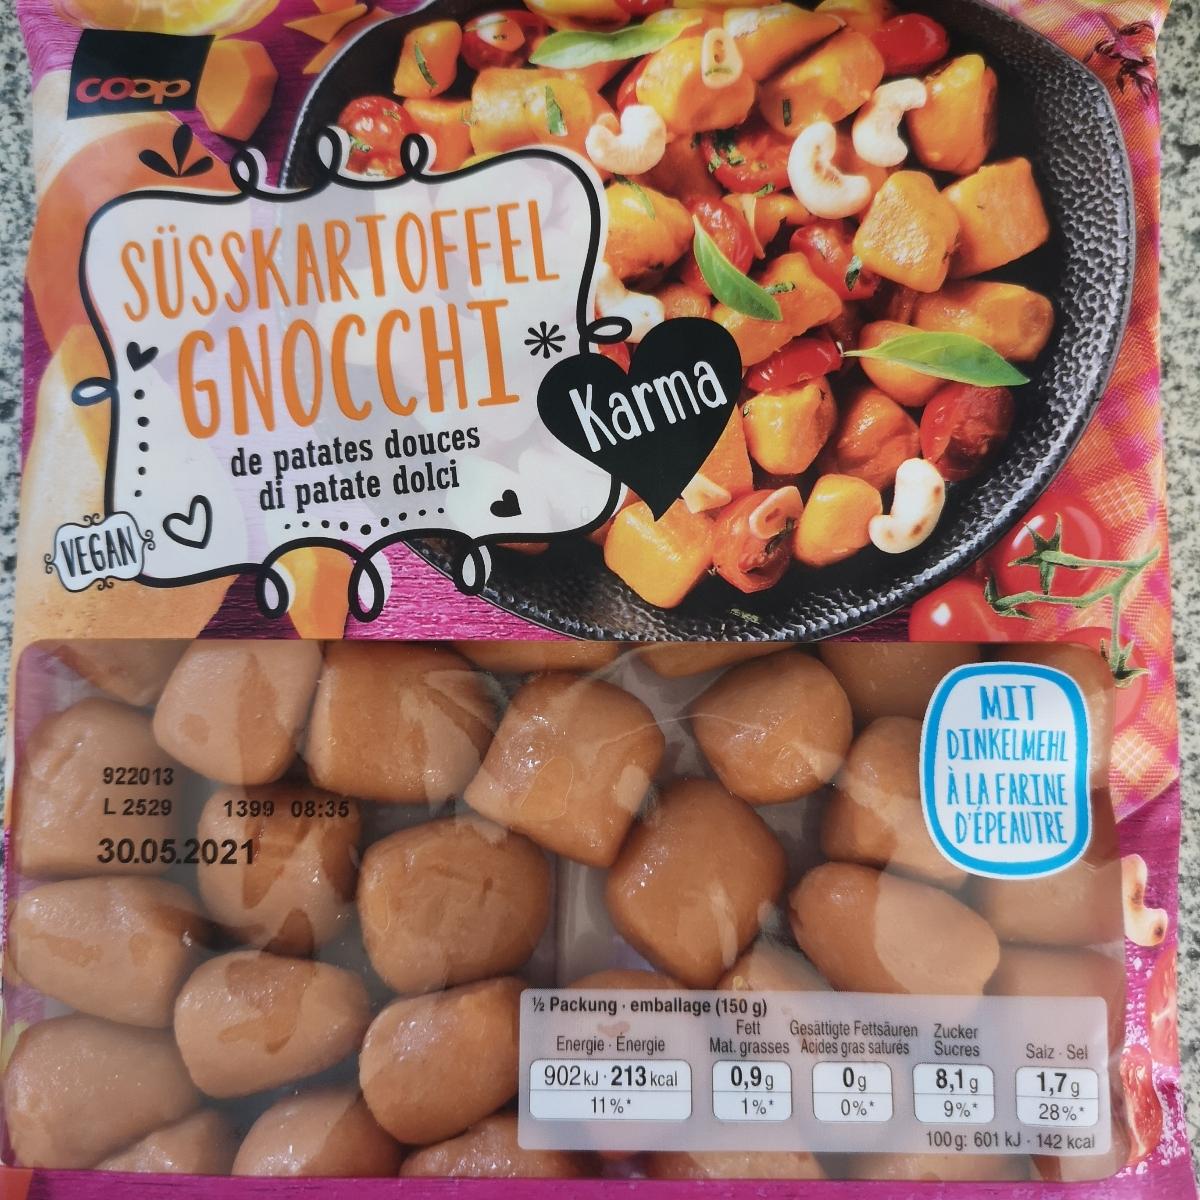 coop
SÜSSKARTOFFEL
GNOCCHI
de patates douces
di patate dolci
Karma
VEGAN
MIT
DINKELMEHL
À LA FARINE
D'ÉPEAUTRE
922013
L 2529 1399 08:35
30.05.2021
½ Packung · emballage (150 g)
Energie · Énergie
902 kJ · 213 kcal
11%*
Fett
Mat. grasses
0,9 g
1%*
Gesättigte Fettsäuren
Acides gras saturés
0 g
0%*
Zucker
Sucres
8,1 g
9%*
Salz · Sel
1,7 g
28%*
100 g: 601 kJ · 142 kcal